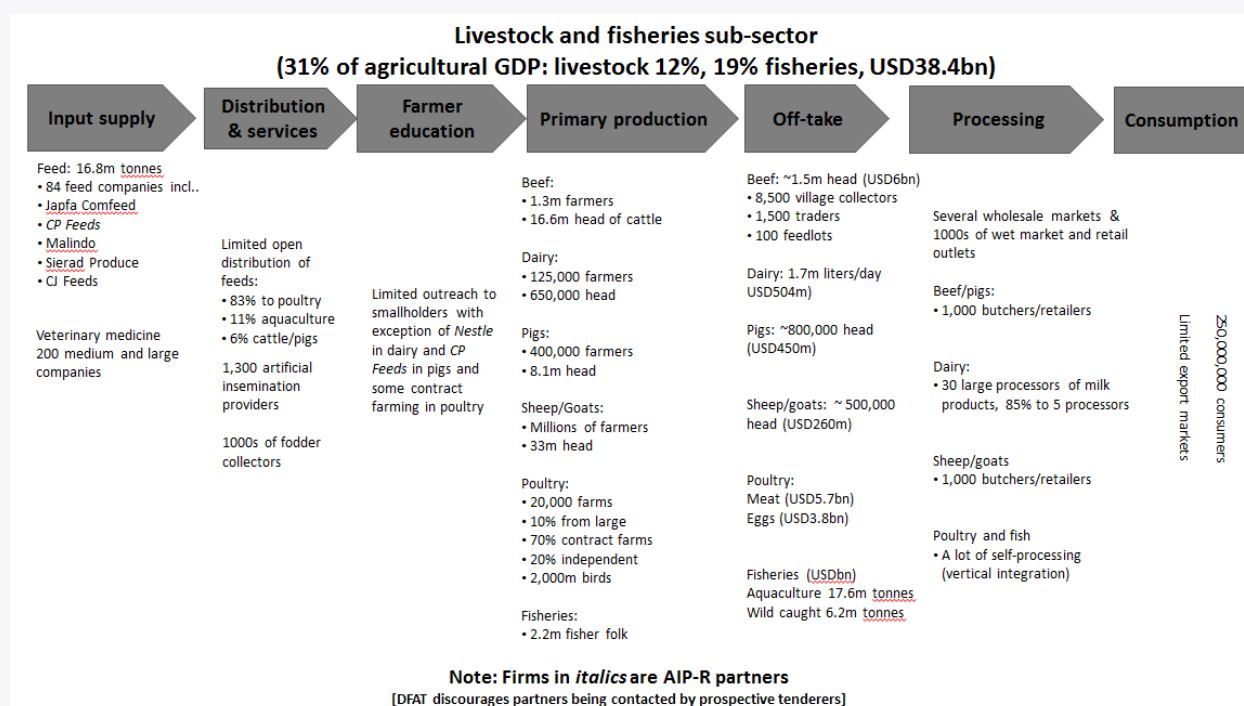 Livestock and fisheries sub-sector
(31% of agricultural GDP: livestock 12%, 19% fisheries, USD38.4bn)
Input supply
Distribution
& services
Farmer
education
Primary production
Off-take
Processing
Consumption
Feed: 16.8m tonnes
• 84 feed companies incl..
• Japfa Comfeed
• CP Feeds
• Malindo
• Sierad Produce
• CJ Feeds
Veterinary medicine
200 medium and large
companies
Limited open
distribution of
feeds:
• 83% to poultry
• 11% aquaculture
• 6% cattle/pigs
1,300 artificial
insemination
providers
1000s of fodder
collectors
Limited outreach to
smallholders with
exception of Nestle
in dairy and CP
Feeds in pigs and
some contract
farming in poultry
Beef:
• 1.3m farmers
• 16.6m head of cattle
Dairy:
• 125,000 farmers
• 650,000 head
Pigs:
• 400,000 farmers
• 8.1m head
Sheep/Goats:
• Millions of farmers
• 33m head
Poultry:
• 20,000 farms
• 10% from large
• 70% contract farms
• 20% independent
• 2,000m birds
Fisheries:
• 2.2m fisher folk
Beef: ~1.5m head (USD6bn)
• 8,500 village collectors
• 1,500 traders
• 100 feedlots
Dairy: 1.7m liters/day
USD504m)
Pigs: ~800,000 head
(USD450m)
Sheep/goats: ~ 500,000
head (USD260m)
Poultry:
Meat (USD5.7bn)
Eggs (USD3.8bn)
Fisheries (USDbn)
Aquaculture 17.6m tonnes
Wild caught 6.2m tonnes
Several wholesale markets &
1000s of wet market and retail
outlets
Beef/pigs:
• 1,000 butchers/retailers
Dairy:
• 30 large processors of milk
products, 85% to 5 processors
Sheep/goats
• 1,000 butchers/retailers
Poultry and fish
• A lot of self-processing
(vertical integration)
250,000,000 consumers
Limited export markets
Note: Firms in italics are AIP-R partners
[DFAT discourages partners being contacted by prospective tenderers]